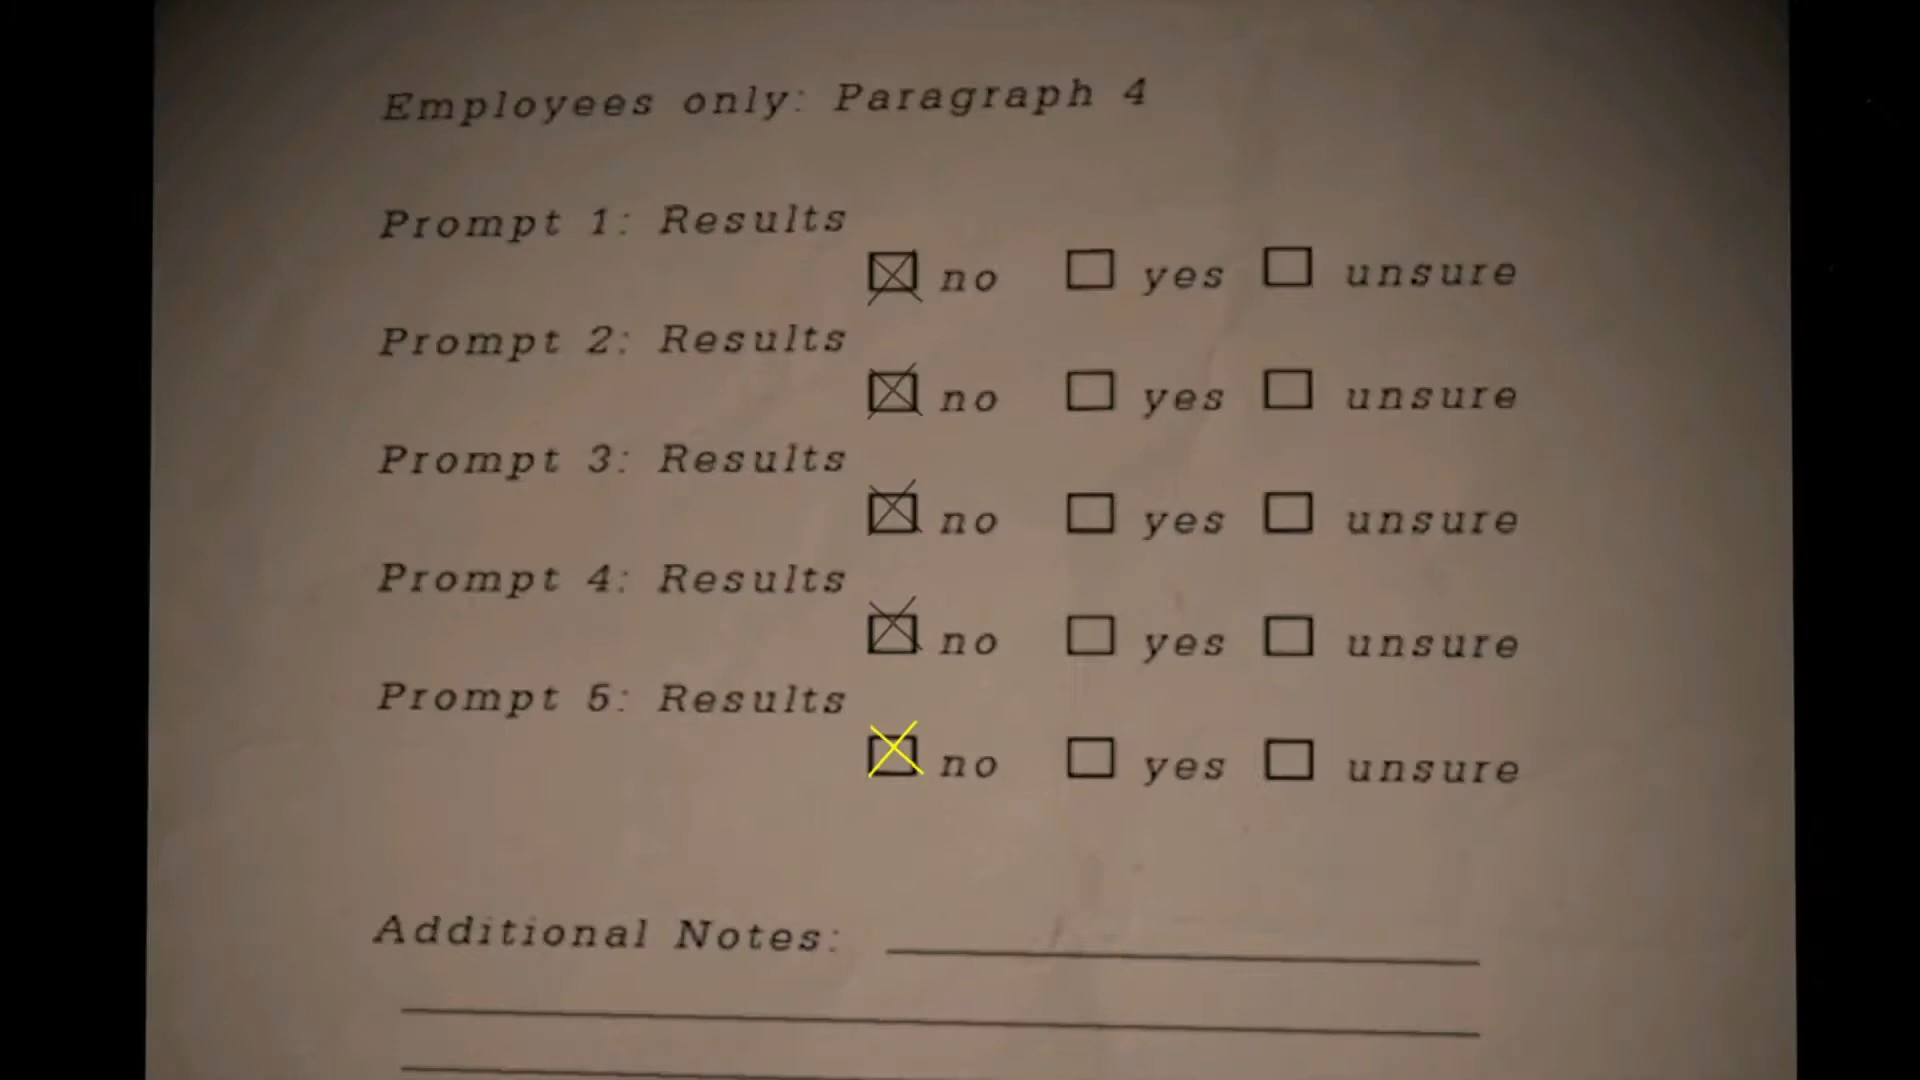 Employees only: Paragraph 4
Prompt 1: Results
no yes unsure
Prompt 2: Results
no yes unsure
Prompt 3: Results
no yes unsure
Prompt 4: Results
no yes unsure
Prompt 5: Results
no yes unsure
Additional Notes: